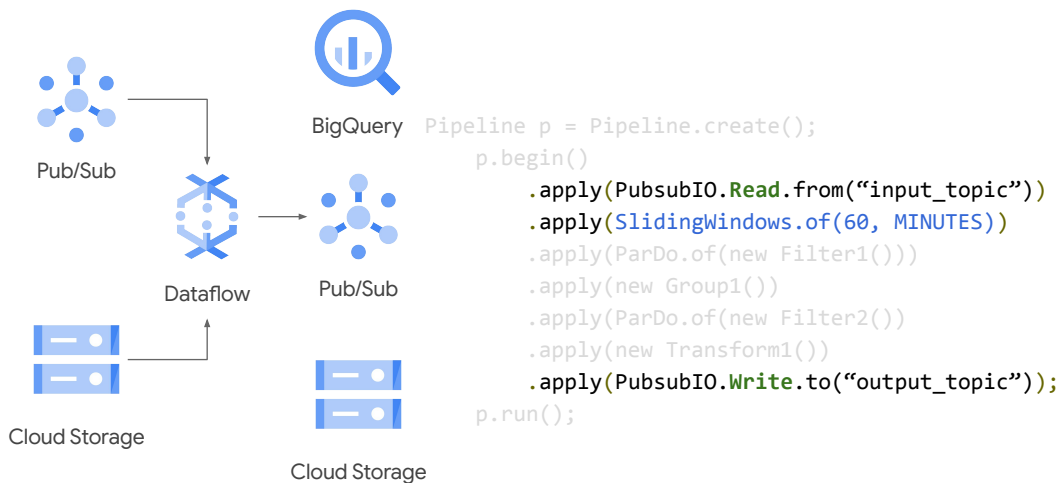 Pub/Sub
Dataflow
Cloud Storage
BigQuery
Pub/Sub
Cloud Storage
Pipeline p = Pipeline.create();
p.begin()
.apply(PubsubIO.Read.from(“input_topic”))
.apply(SlidingWindows.of(60, MINUTES))
.apply(ParDo.of(new Filter1()))
.apply(new Group1())
.apply(ParDo.of(new Filter2())
.apply(new Transform1())
.apply(PubsubIO.Write.to(“output_topic”));
p.run();